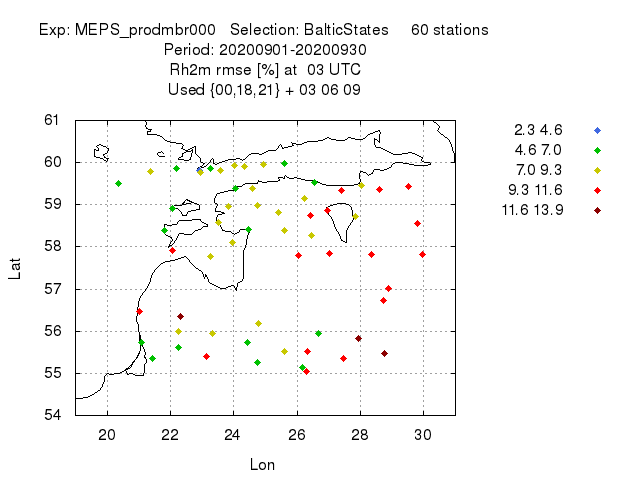 Exp: MEPS_prodmbr000 Selection: BalticStates 60 stations
Period: 20200901-20200930
Rh2m rmse [%] at 03 UTC
Used {00,18,21} + 03 06 09
2.3 4.6
4.6 7.0
7.0 9.3
9.3 11.6
11.6 13.9
61
60
59
58
57
56
55
54
Lat
20 22 24 26 28 30
Lon